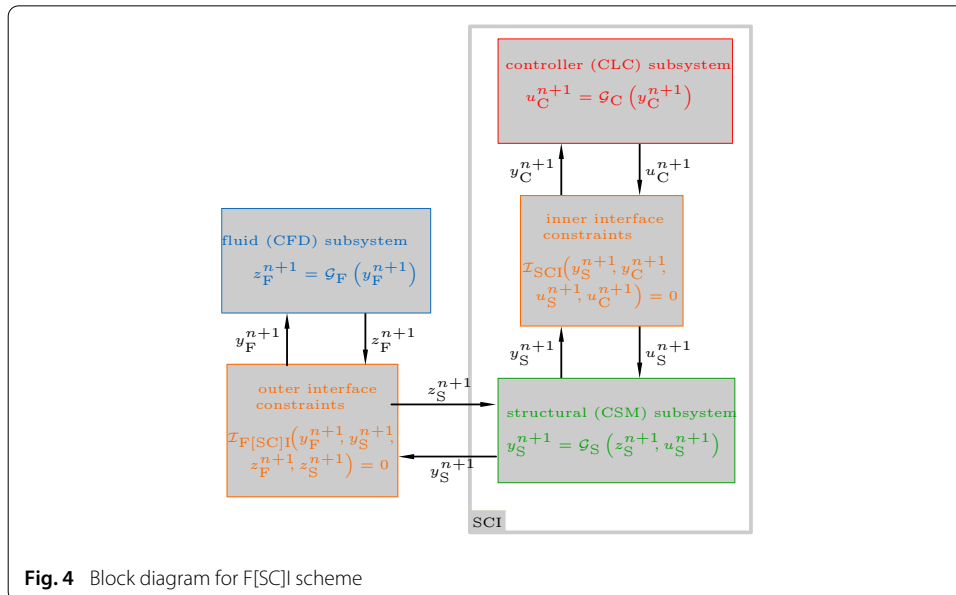 controller (CLC) subsystem
u_C^{n+1} = 𝒢_C (y_C^{n+1})
y_C^{n+1}
u_C^{n+1}
inner interface
constraints
ℐ_SCI(y_S^{n+1}, y_C^{n+1},
u_S^{n+1}, u_C^{n+1}) = 0
fluid (CFD) subsystem
z_F^{n+1} = 𝒢_F (y_F^{n+1})
y_F^{n+1}
z_F^{n+1}
y_S^{n+1}
u_S^{n+1}
outer interface
constraints
ℐ_F[SC]I(y_F^{n+1}, y_S^{n+1},
z_F^{n+1}, z_S^{n+1}) = 0
z_S^{n+1}
y_S^{n+1}
structural (CSM) subsystem
y_S^{n+1} = 𝒢_S (z_S^{n+1}, u_S^{n+1})
SCI
Fig. 4 Block diagram for F[SC]I scheme